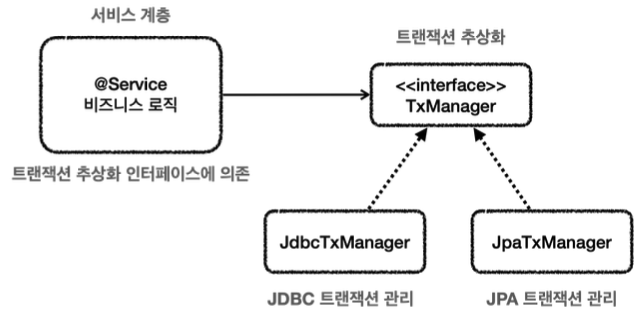 서비스 계층
트랜잭션 추상화
@Service
비즈니스 로직
<<interface>>
TxManager
트랜잭션 추상화 인터페이스에 의존
JdbcTxManager
JpaTxManager
JDBC 트랜잭션 관리
JPA 트랜잭션 관리